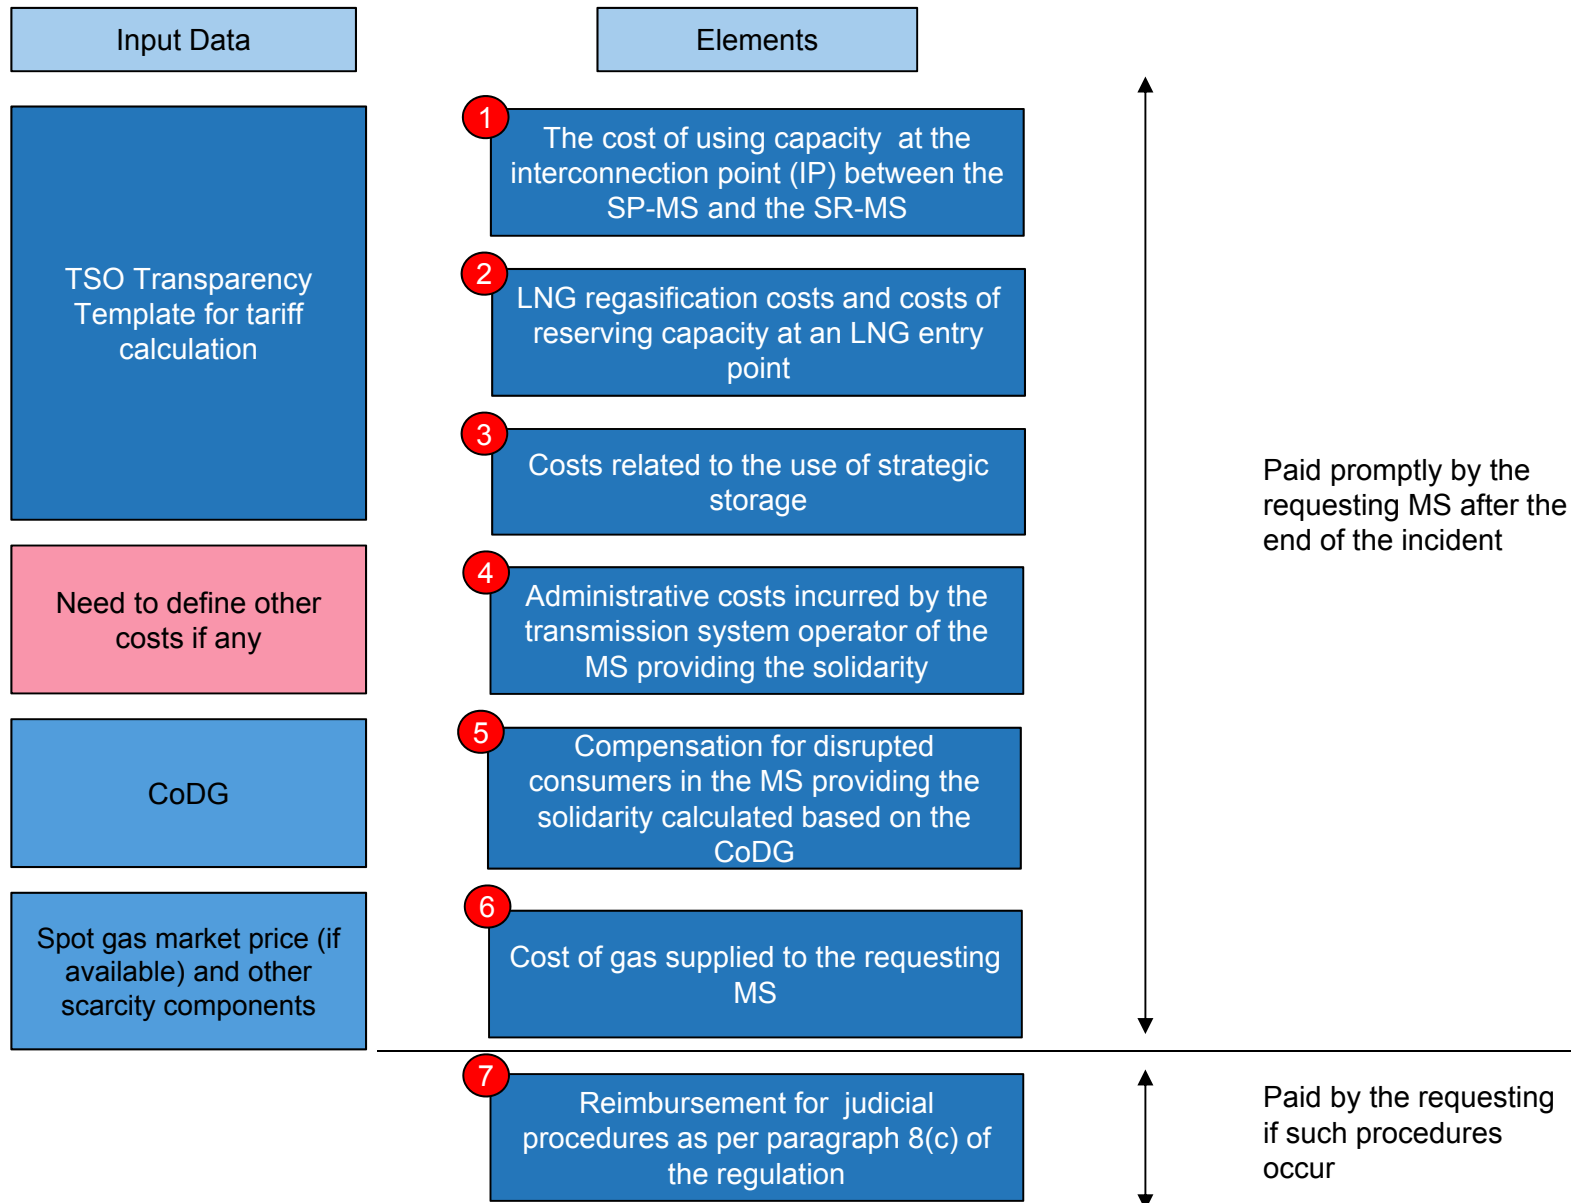 Input Data
Elements
TSO Transparency
Template for tariff
calculation
1
The cost of using capacity at the
interconnection point (IP) between the
SP-MS and the SR-MS
2
LNG regasification costs and costs of
reserving capacity at an LNG entry
point
3
Costs related to the use of strategic
storage
Need to define other
costs if any
4
Administrative costs incurred by the
transmission system operator of the
MS providing the solidarity
CoDG
5
Compensation for disrupted
consumers in the MS providing the
solidarity calculated based on the
CoDG
Spot gas market price (if
available) and other
scarcity components
6
Cost of gas supplied to the requesting
MS
Paid promptly by the
requesting MS after the
end of the incident
7
Reimbursement for judicial
procedures as per paragraph 8(c) of
the regulation
Paid by the requesting
if such procedures
occur